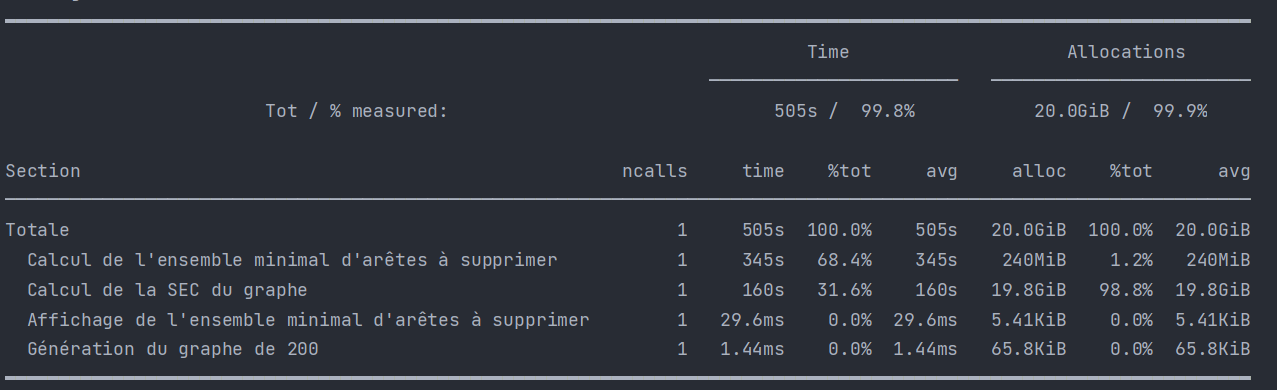 Time Allocations
Tot / % measured: 505s / 99.8% 20.0GiB / 99.9%
Section ncalls time %tot avg alloc %tot avg
Totale 1 505s 100.0% 505s 20.0GiB 100.0% 20.0GiB
Calcul de l'ensemble minimal d'arêtes à supprimer 1 345s 68.4% 345s 240MiB 1.2% 240MiB
Calcul de la SEC du graphe 1 160s 31.6% 160s 19.8GiB 98.8% 19.8GiB
Affichage de l'ensemble minimal d'arêtes à supprimer 1 29.6ms 0.0% 29.6ms 5.41KiB 0.0% 5.41KiB
Génération du graphe de 200 1 1.44ms 0.0% 1.44ms 65.8KiB 0.0% 65.8KiB